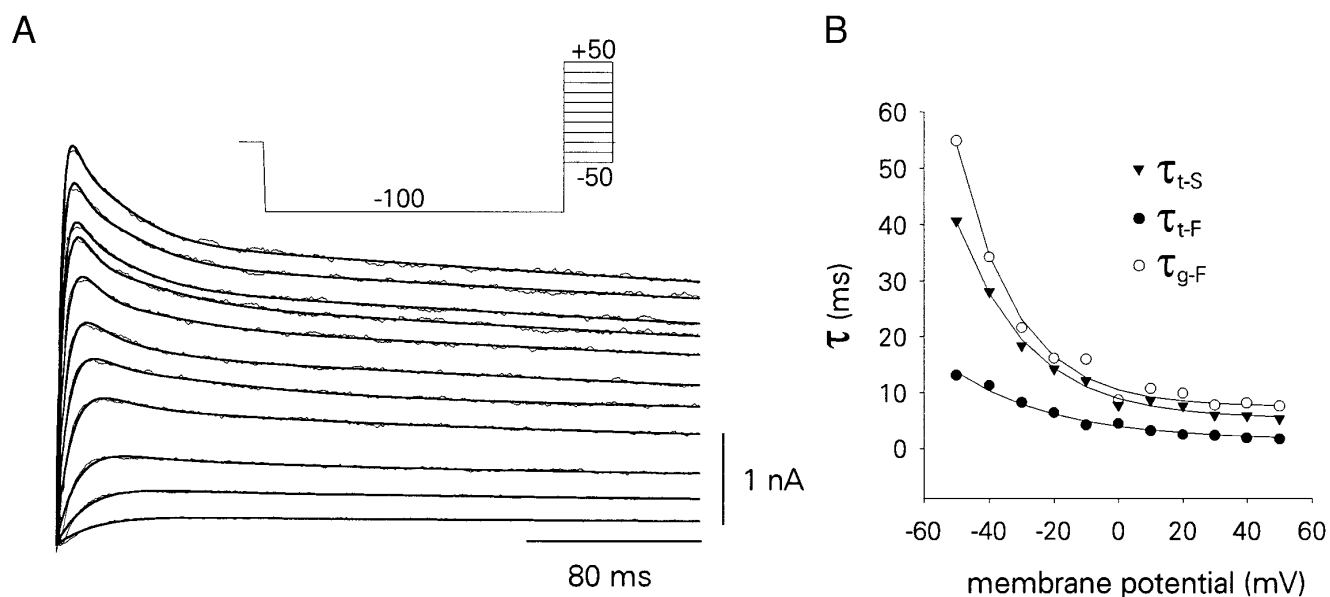 A
+50
-50
-100
1 nA
80 ms
B
60
50
40
30
20
10
0
τ (ms)
τt-S
τt-F
τg-F
-60 -40 -20 0 20 40 60
membrane potential (mV)